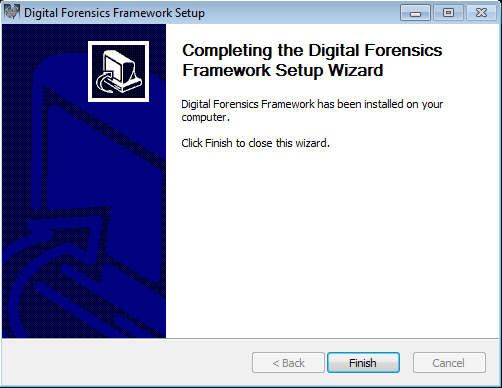 Digital Forensics Framework Setup
Completing the Digital Forensics
Framework Setup Wizard
Digital Forensics Framework has been installed on your
computer.
Click Finish to close this wizard.
< Back
Finish
Cancel